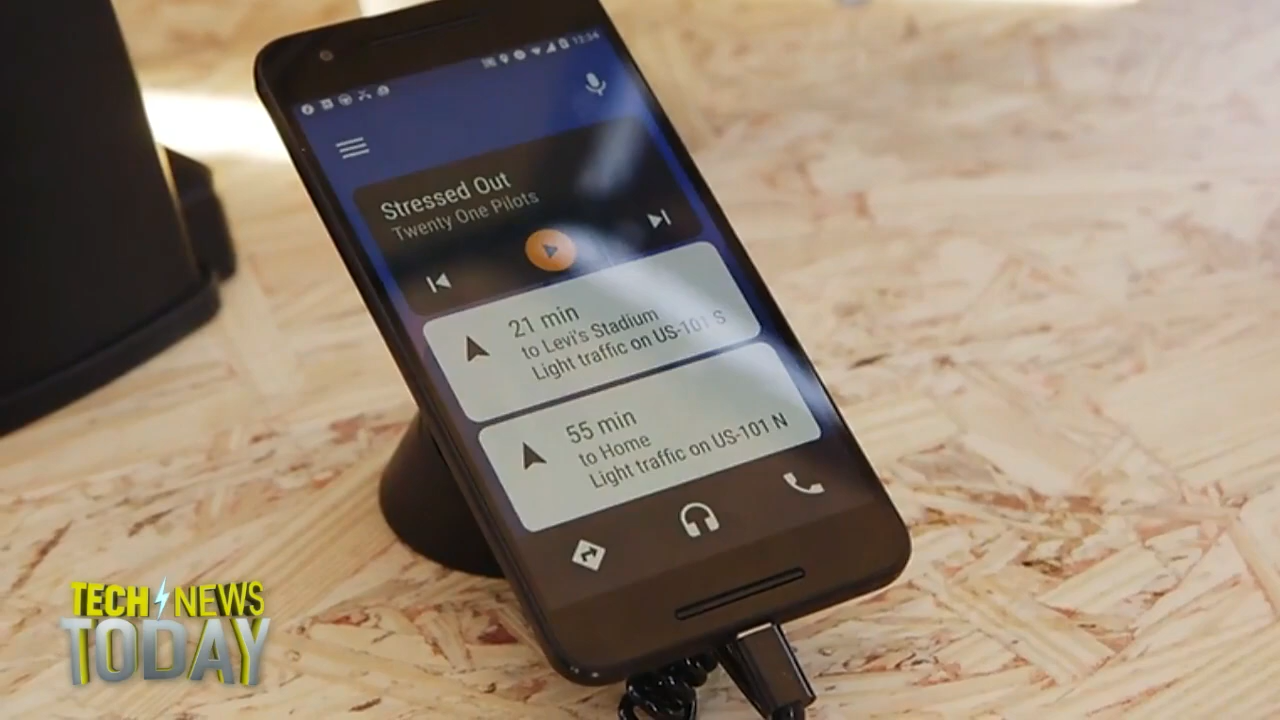 12:34
Stressed Out
Twenty One Pilots
21 min
to Levi's Stadium
Light traffic on US-101 S
55 min
to Home
Light traffic on US-101 N
TECH NEWS
TODAY